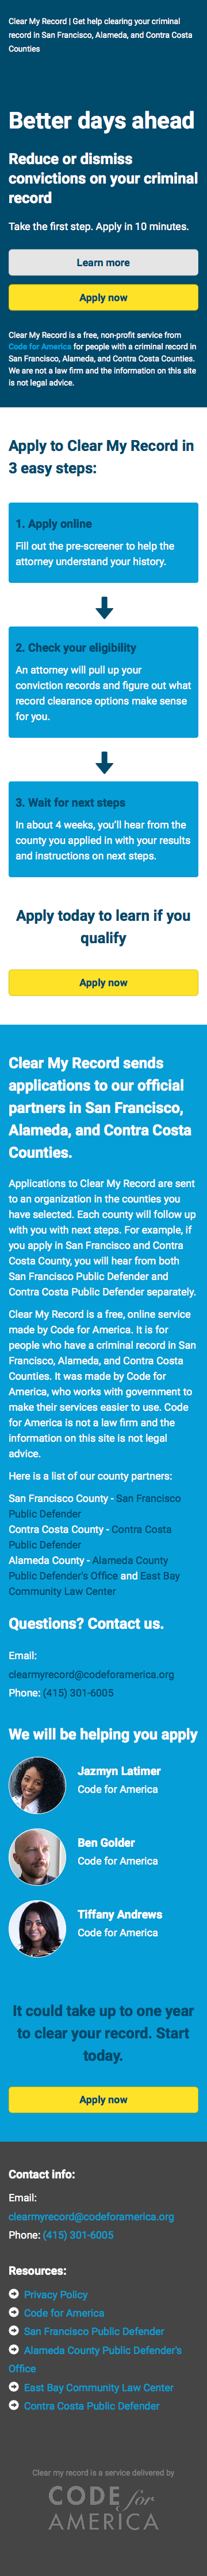 Clear My Record | Get help clearing your criminal
record in San Francisco, Alameda, and Contra Costa
Counties
Better days ahead
Reduce or dismiss
convictions on your criminal
record
Take the first step. Apply in 10 minutes.
Learn more
Apply now
Clear My Record is a free, non-profit service from
Code for America for people with a criminal record in
San Francisco, Alameda, and Contra Costa Counties.
We are not a law firm and the information on this site
is not legal advice.
Apply to Clear My Record in
3 easy steps:
1. Apply online
Fill out the pre-screener to help the
attorney understand your history.
2. Check your eligibility
An attorney will pull up your
conviction records and figure out what
record clearance options make sense
for you.
3. Wait for next steps
In about 4 weeks, you’ll hear from the
county you applied in with your results
and instructions on next steps.
Apply today to learn if you
qualify
Apply now
Clear My Record sends
applications to our official
partners in San Francisco,
Alameda, and Contra Costa
Counties.
Applications to Clear My Record are sent
to an organization in the counties you
have selected. Each county will follow up
with you with next steps. For example, if
you apply in San Francisco and Contra
Costa County, you will hear from both
San Francisco Public Defender and
Contra Costa Public Defender separately.
Clear My Record is a free, online service
made by Code for America. It is for
people who have a criminal record in San
Francisco, Alameda, and Contra Costa
Counties. It was made by Code for
America, who works with government to
make their services easier to use. Code
for America is not a law firm and the
information on this site is not legal
advice.
Here is a list of our county partners:
San Francisco County - San Francisco
Public Defender
Contra Costa County - Contra Costa
Public Defender
Alameda County - Alameda County
Public Defender's Office and East Bay
Community Law Center
Questions? Contact us.
Email:
clearmyrecord@codeforamerica.org
Phone: (415) 301-6005
We will be helping you apply
Jazmyn Latimer
Code for America
Ben Golder
Code for America
Tiffany Andrews
Code for America
It could take up to one year
to clear your record. Start
today.
Apply now
Contact info:
Email:
clearmyrecord@codeforamerica.org
Phone: (415) 301-6005
Resources:
Privacy Policy
Code for America
San Francisco Public Defender
Alameda County Public Defender's
Office
East Bay Community Law Center
Contra Costa Public Defender
Clear my record is a service delivered by
CODE for
AMERICA